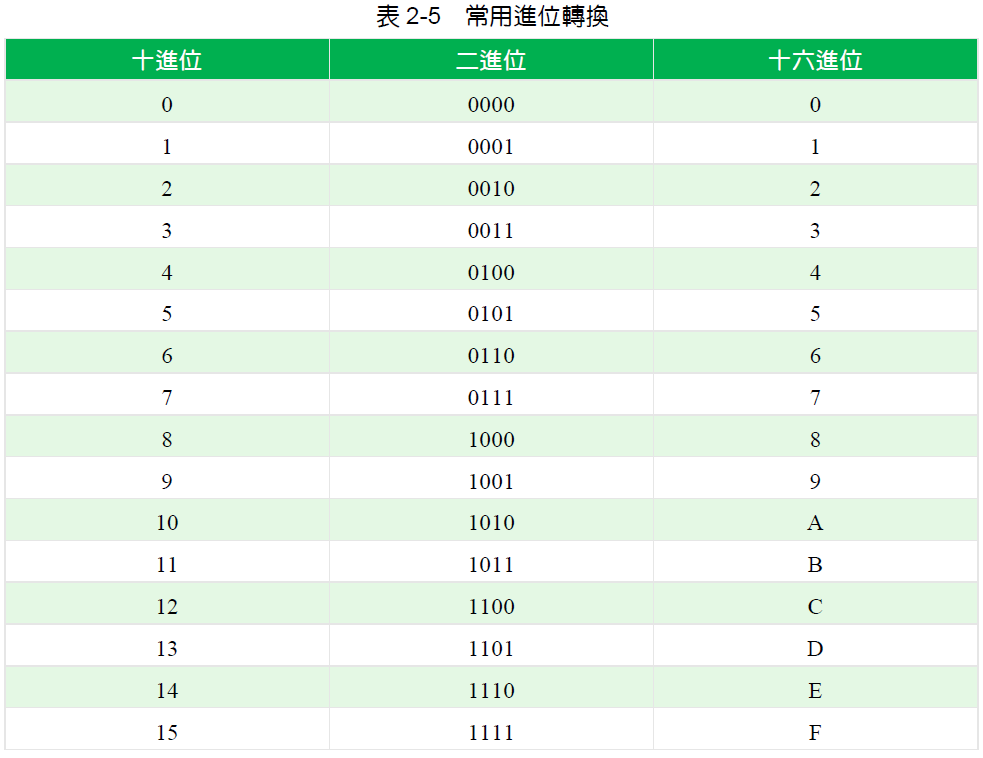 表 2-5 常用進位轉換
十進位 二進位 十六進位
0 0000 0
1 0001 1
2 0010 2
3 0011 3
4 0100 4
5 0101 5
6 0110 6
7 0111 7
8 1000 8
9 1001 9
10 1010 A
11 1011 B
12 1100 C
13 1101 D
14 1110 E
15 1111 F